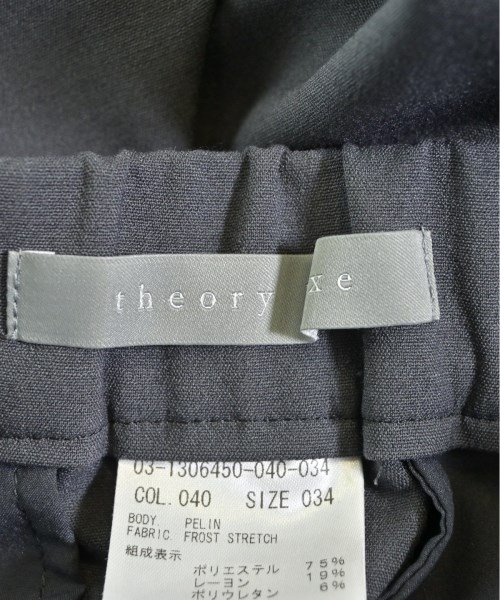 theory xe
03-1306450-040-034
COL. 040 SIZE 034
BODY. PELIN
FABRIC. FROST STRETCH
組成表示
ポリエステル 75%
レーヨン 19%
ポリウレタン 6%